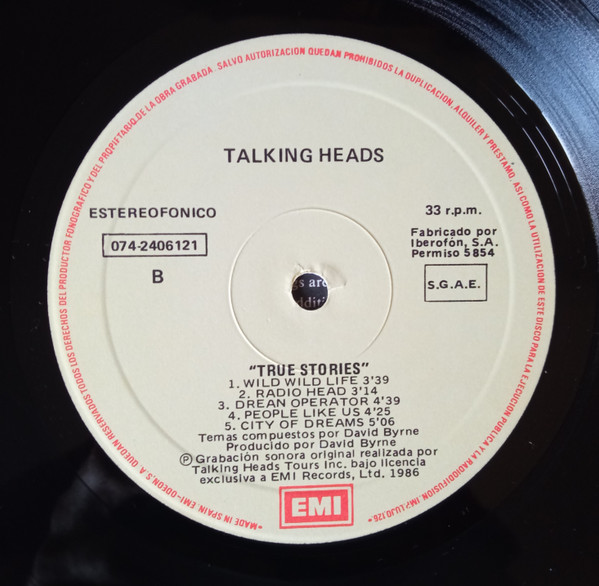 TODOS LOS DERECHOS DEL PRODUCTOR FONOGRAFICO Y DEL PROPIETARIO DE LA OBRA GRABADA. SALVO AUTORIZACION QUEDAN PROHIBIDOS LA DUPLICACION, ALQUILER Y PRESTAMO, ASI COMO LA UTILIZACION DE ESTE DISCO PARA LA EJECUCION PUBLICA Y LA RADIODIFUSION.
*MADE IN SPAIN. EMI-ODEON, S.A. QUEDAN RESERVADOS
TALKING HEADS
ESTEREOFONICO
074-2406121
B
33 r.p.m.
Fabricado por
Iberofón, S.A.
Permiso 5854
S.G.A.E.
gs are
dditi
"TRUE STORIES"
1. WILD WILD LIFE 3'39
2. RADIO HEAD 3'14
3. DREAN OPERATOR 4'39
4. PEOPLE LIKE US 4'25
5. CITY OF DREAMS 5'06
Temas compuestos por David Byrne
Producido por David Byrne
Ⓟ Grabación sonora original realizada por
Talking Heads Tours Inc. bajo licencia
exclusiva a EMI Records, Ltd. 1986
EMI